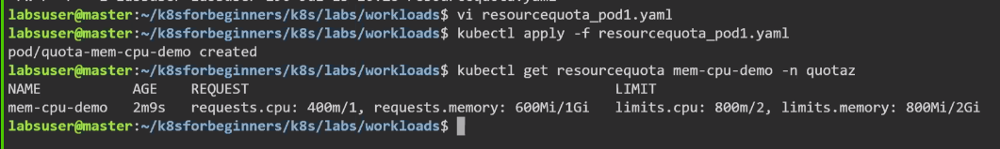 labsuser@master:~/k8sforbeginners/k8s/labs/workloads$ vi resourcequota_pod1.yaml
labsuser@master:~/k8sforbeginners/k8s/labs/workloads$ kubectl apply -f resourcequota_pod1.yaml
pod/quota-mem-cpu-demo created
labsuser@master:~/k8sforbeginners/k8s/labs/workloads$ kubectl get resourcequota mem-cpu-demo -n quotaz
NAME AGE REQUEST LIMIT
mem-cpu-demo 2m9s requests.cpu: 400m/1, requests.memory: 600Mi/1Gi limits.cpu: 800m/2, limits.memory: 800Mi/2Gi
labsuser@master:~/k8sforbeginners/k8s/labs/workloads$